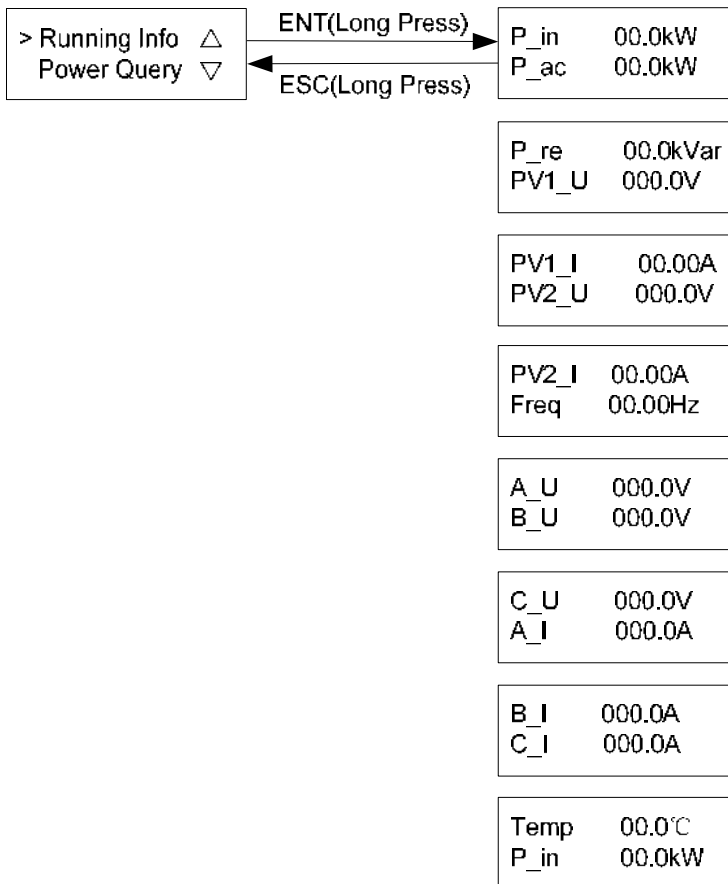 > Running Info △
Power Query ▽
ENT(Long Press)
ESC(Long Press)
P_in 00.0kW
P_ac 00.0kW
P_re 00.0kVar
PV1_U 000.0V
PV1_I 00.00A
PV2_U 000.0V
PV2_I 00.00A
Freq 00.00Hz
A_U 000.0V
B_U 000.0V
C_U 000.0V
A_I 000.0A
B_I 000.0A
C_I 000.0A
Temp 00.0℃
P_in 00.0kW